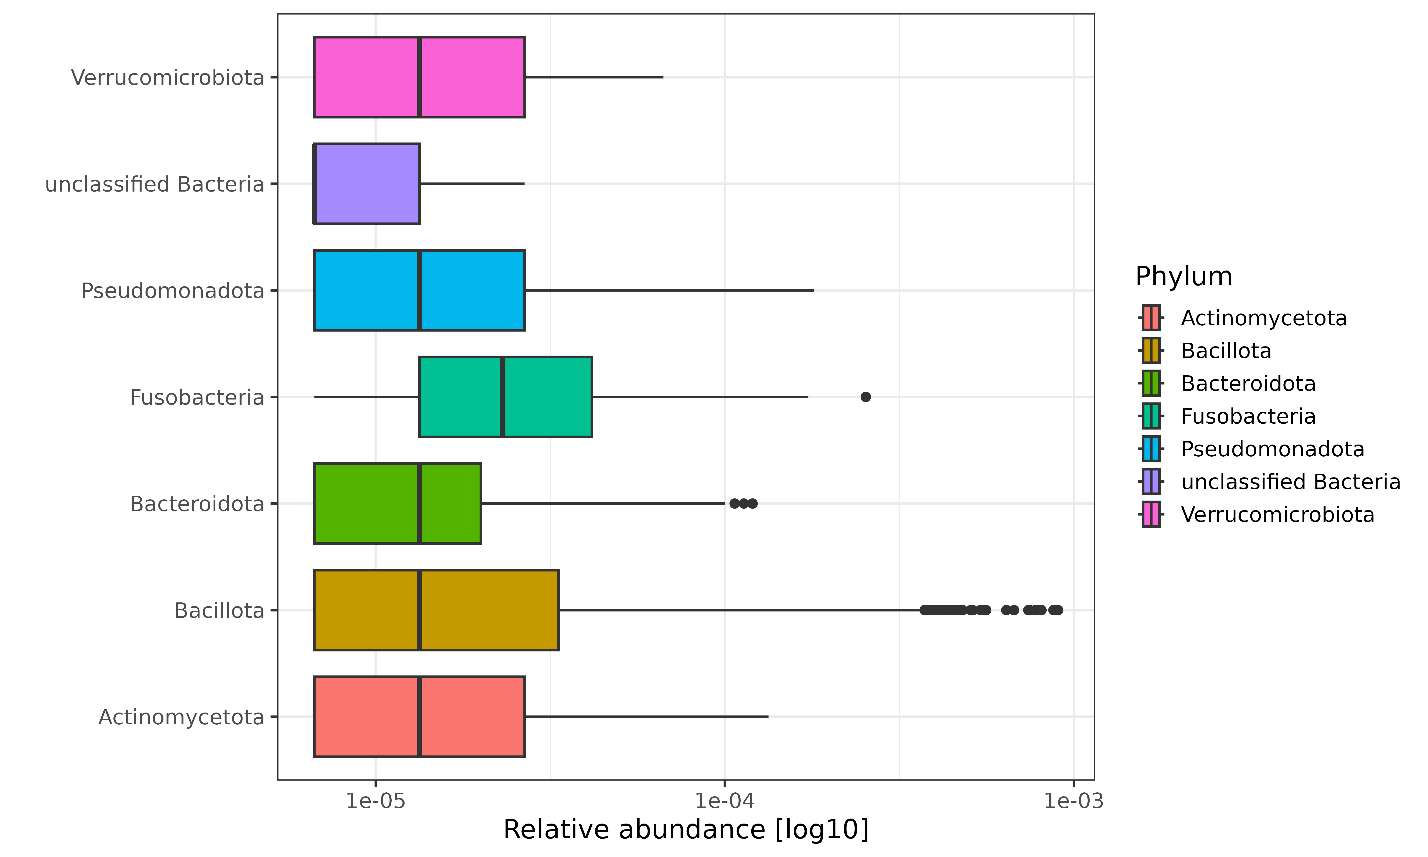 Verrucomicrobiota
unclassified Bacteria
Pseudomonadota
Fusobacteria
Bacteroidota
Bacillota
Actinomycetota
1e-05
1e-04
1e-03
Relative abundance [log10]
Phylum
Actinomycetota
Bacillota
Bacteroidota
Fusobacteria
Pseudomonadota
unclassified Bacteria
Verrucomicrobiota